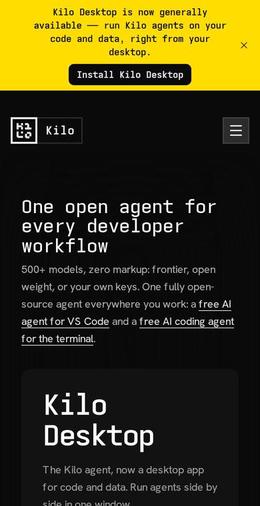 Kilo Desktop is now generally
available — run Kilo agents on your
code and data, right from your
desktop.
Install Kilo Desktop
Kilo
One open agent for
every developer
workflow
500+ models, zero markup: frontier, open
weight, or your own keys. One fully open-
source agent everywhere you work: a free AI
agent for VS Code and a free AI coding agent
for the terminal.
Kilo
Desktop
The Kilo agent, now a desktop app
for code and data. Run agents side by
side in one window.